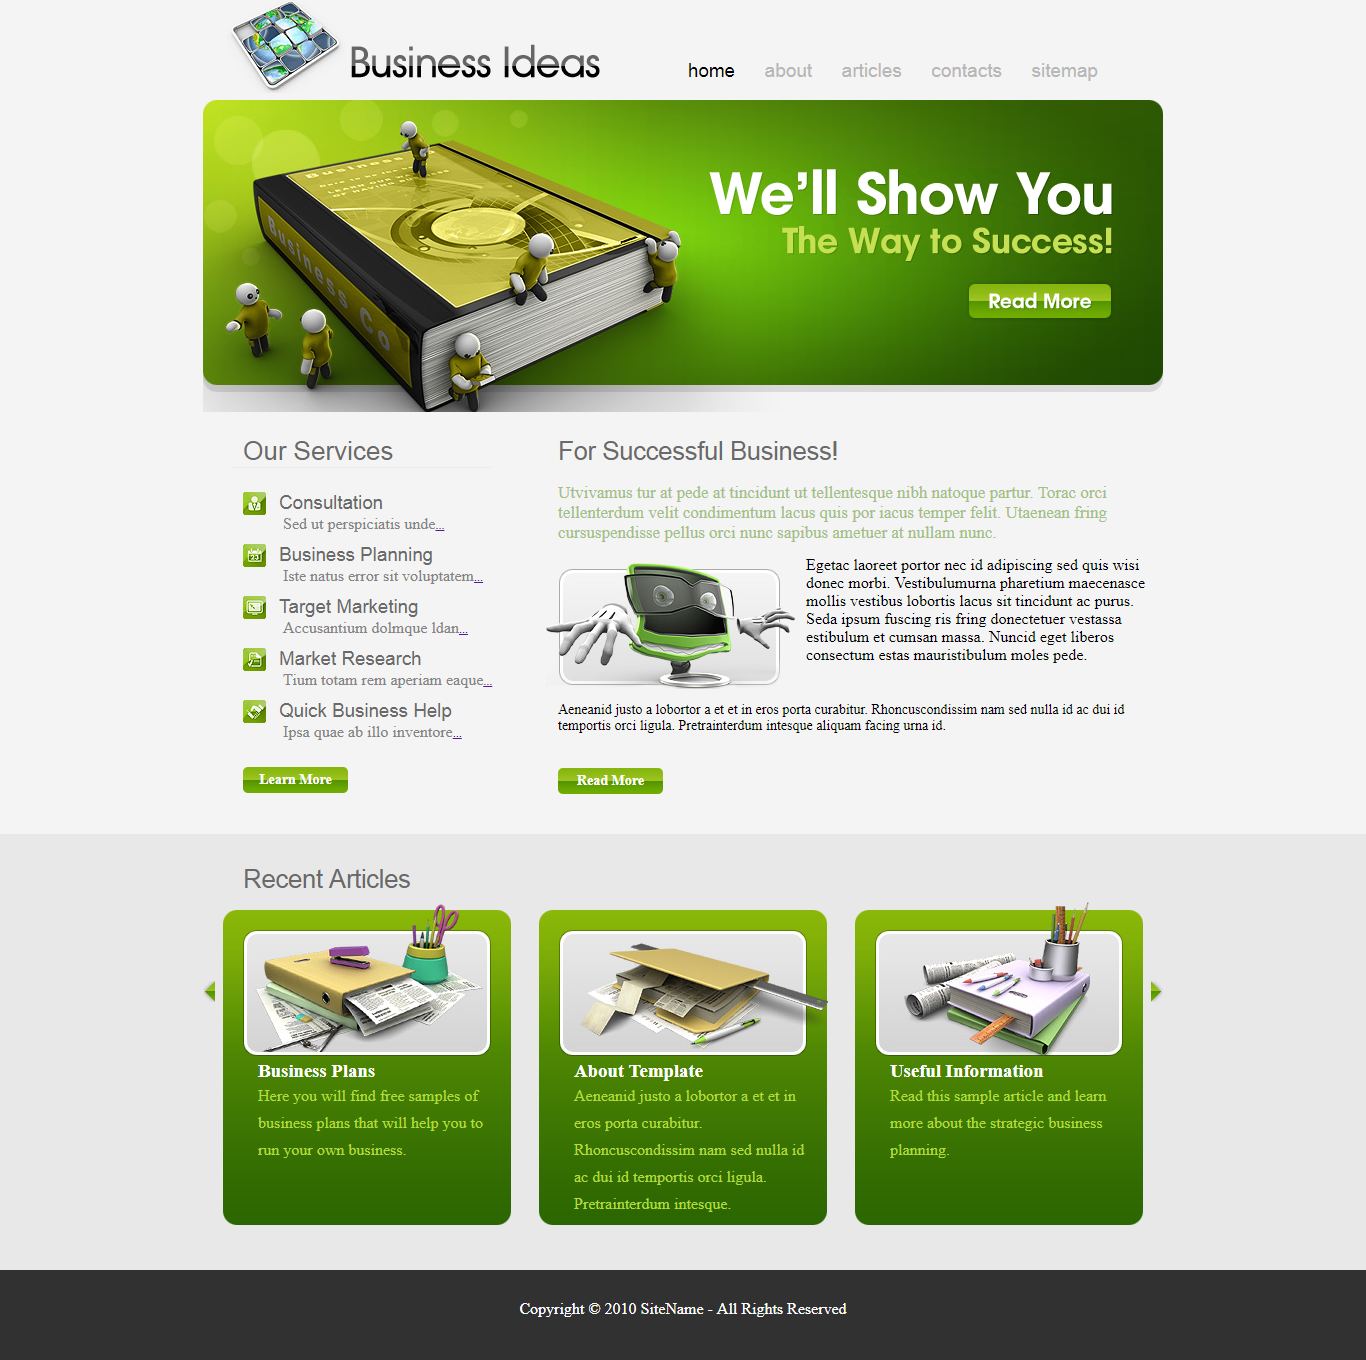 Business Ideas
home about articles contacts sitemap
Business
LEARN OUR
OF HAVING
Business Co
We'll Show You
The Way to Success!
Read More
Our Services
Consultation
Sed ut perspiciatis unde...
Business Planning
Iste natus error sit voluptatem...
Target Marketing
Accusantium dolmque ldan...
Market Research
Tium totam rem aperiam eaque...
Quick Business Help
Ipsa quae ab illo inventore...
Learn More
For Successful Business!
Utvivamus tur at pede at tincidunt ut tellentesque nibh natoque partur. Torac orci
tellenterdum velit condimentum lacus quis por iacus temper felit. Utaenean fring
cursuspendisse pellus orci nunc sapibus ametuer at nullam nunc.
Egetac laoreet portor nec id adipiscing sed quis wisi
donec morbi. Vestibulumurna pharetium maecenasce
mollis vestibus lobortis lacus sit tincidunt ac purus.
Seda ipsum fuscing ris fring donectetuer vestassa
estibulum et cumsan massa. Nuncid eget liberos
consectum estas mauristibulum moles pede.
Aeneanid justo a lobortor a et et in eros porta curabitur. Rhoncuscondissim nam sed nulla id ac dui id
temportis orci ligula. Pretrainterdum intesque aliquam facing urna id.
Read More
Recent Articles
Business Plans
Here you will find free samples of
business plans that will help you to
run your own business.
About Template
Aeneanid justo a lobortor a et et in
eros porta curabitur.
Rhoncuscondissim nam sed nulla id
ac dui id temportis orci ligula.
Pretrainterdum intesque.
Useful Information
Read this sample article and learn
more about the strategic business
planning.
Copyright © 2010 SiteName - All Rights Reserved